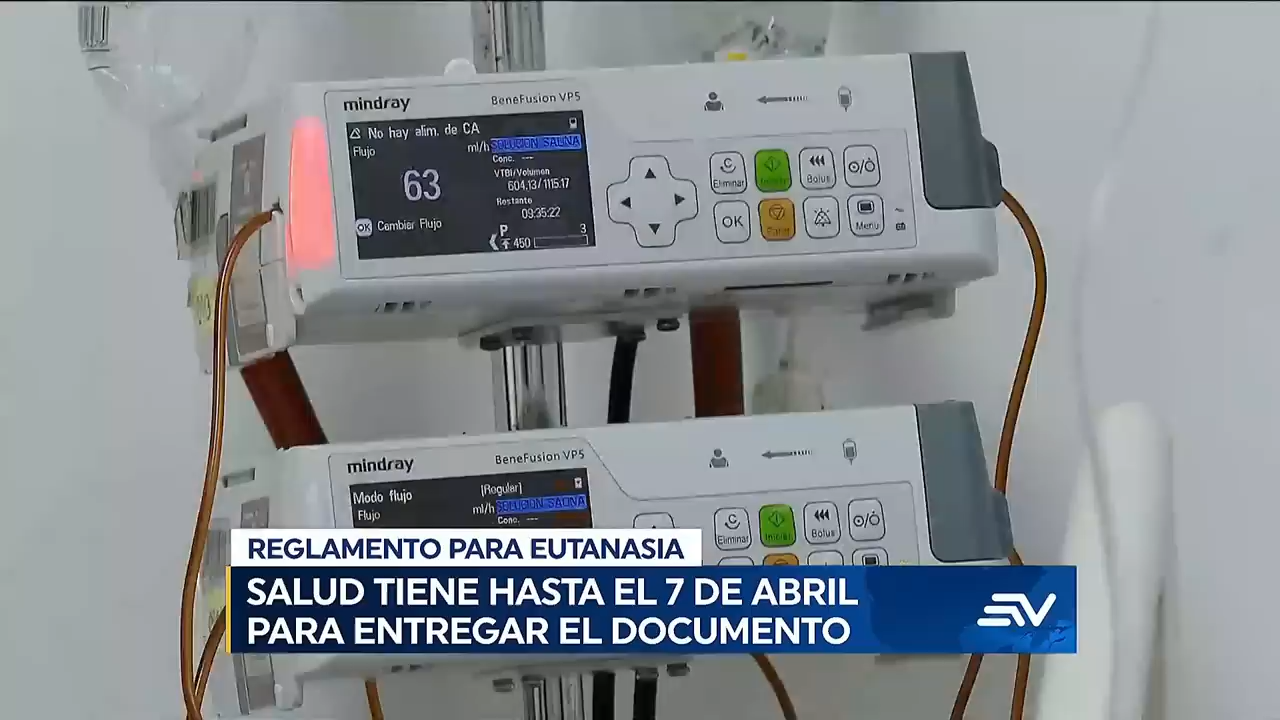 mindray
BeneFusion VP5
No hay alim. de CA
Flujo
ml/h SOLUCION SALINA
Conc. ---
63
VTBI/Volumen
604.13/1115.17
Restante
09:35:22
OK Cambiar Flujo
P
3
450
Eliminar
Bolus
OK
Menu
mindray
BeneFusion VP5
Modo flujo
[Regular]
Flujo
ml/h SOLUCION SALINA
Conc. ---
Eliminar
Iniciar
Bolus
REGLAMENTO PARA EUTANASIA
SALUD TIENE HASTA EL 7 DE ABRIL
PARA ENTREGAR EL DOCUMENTO